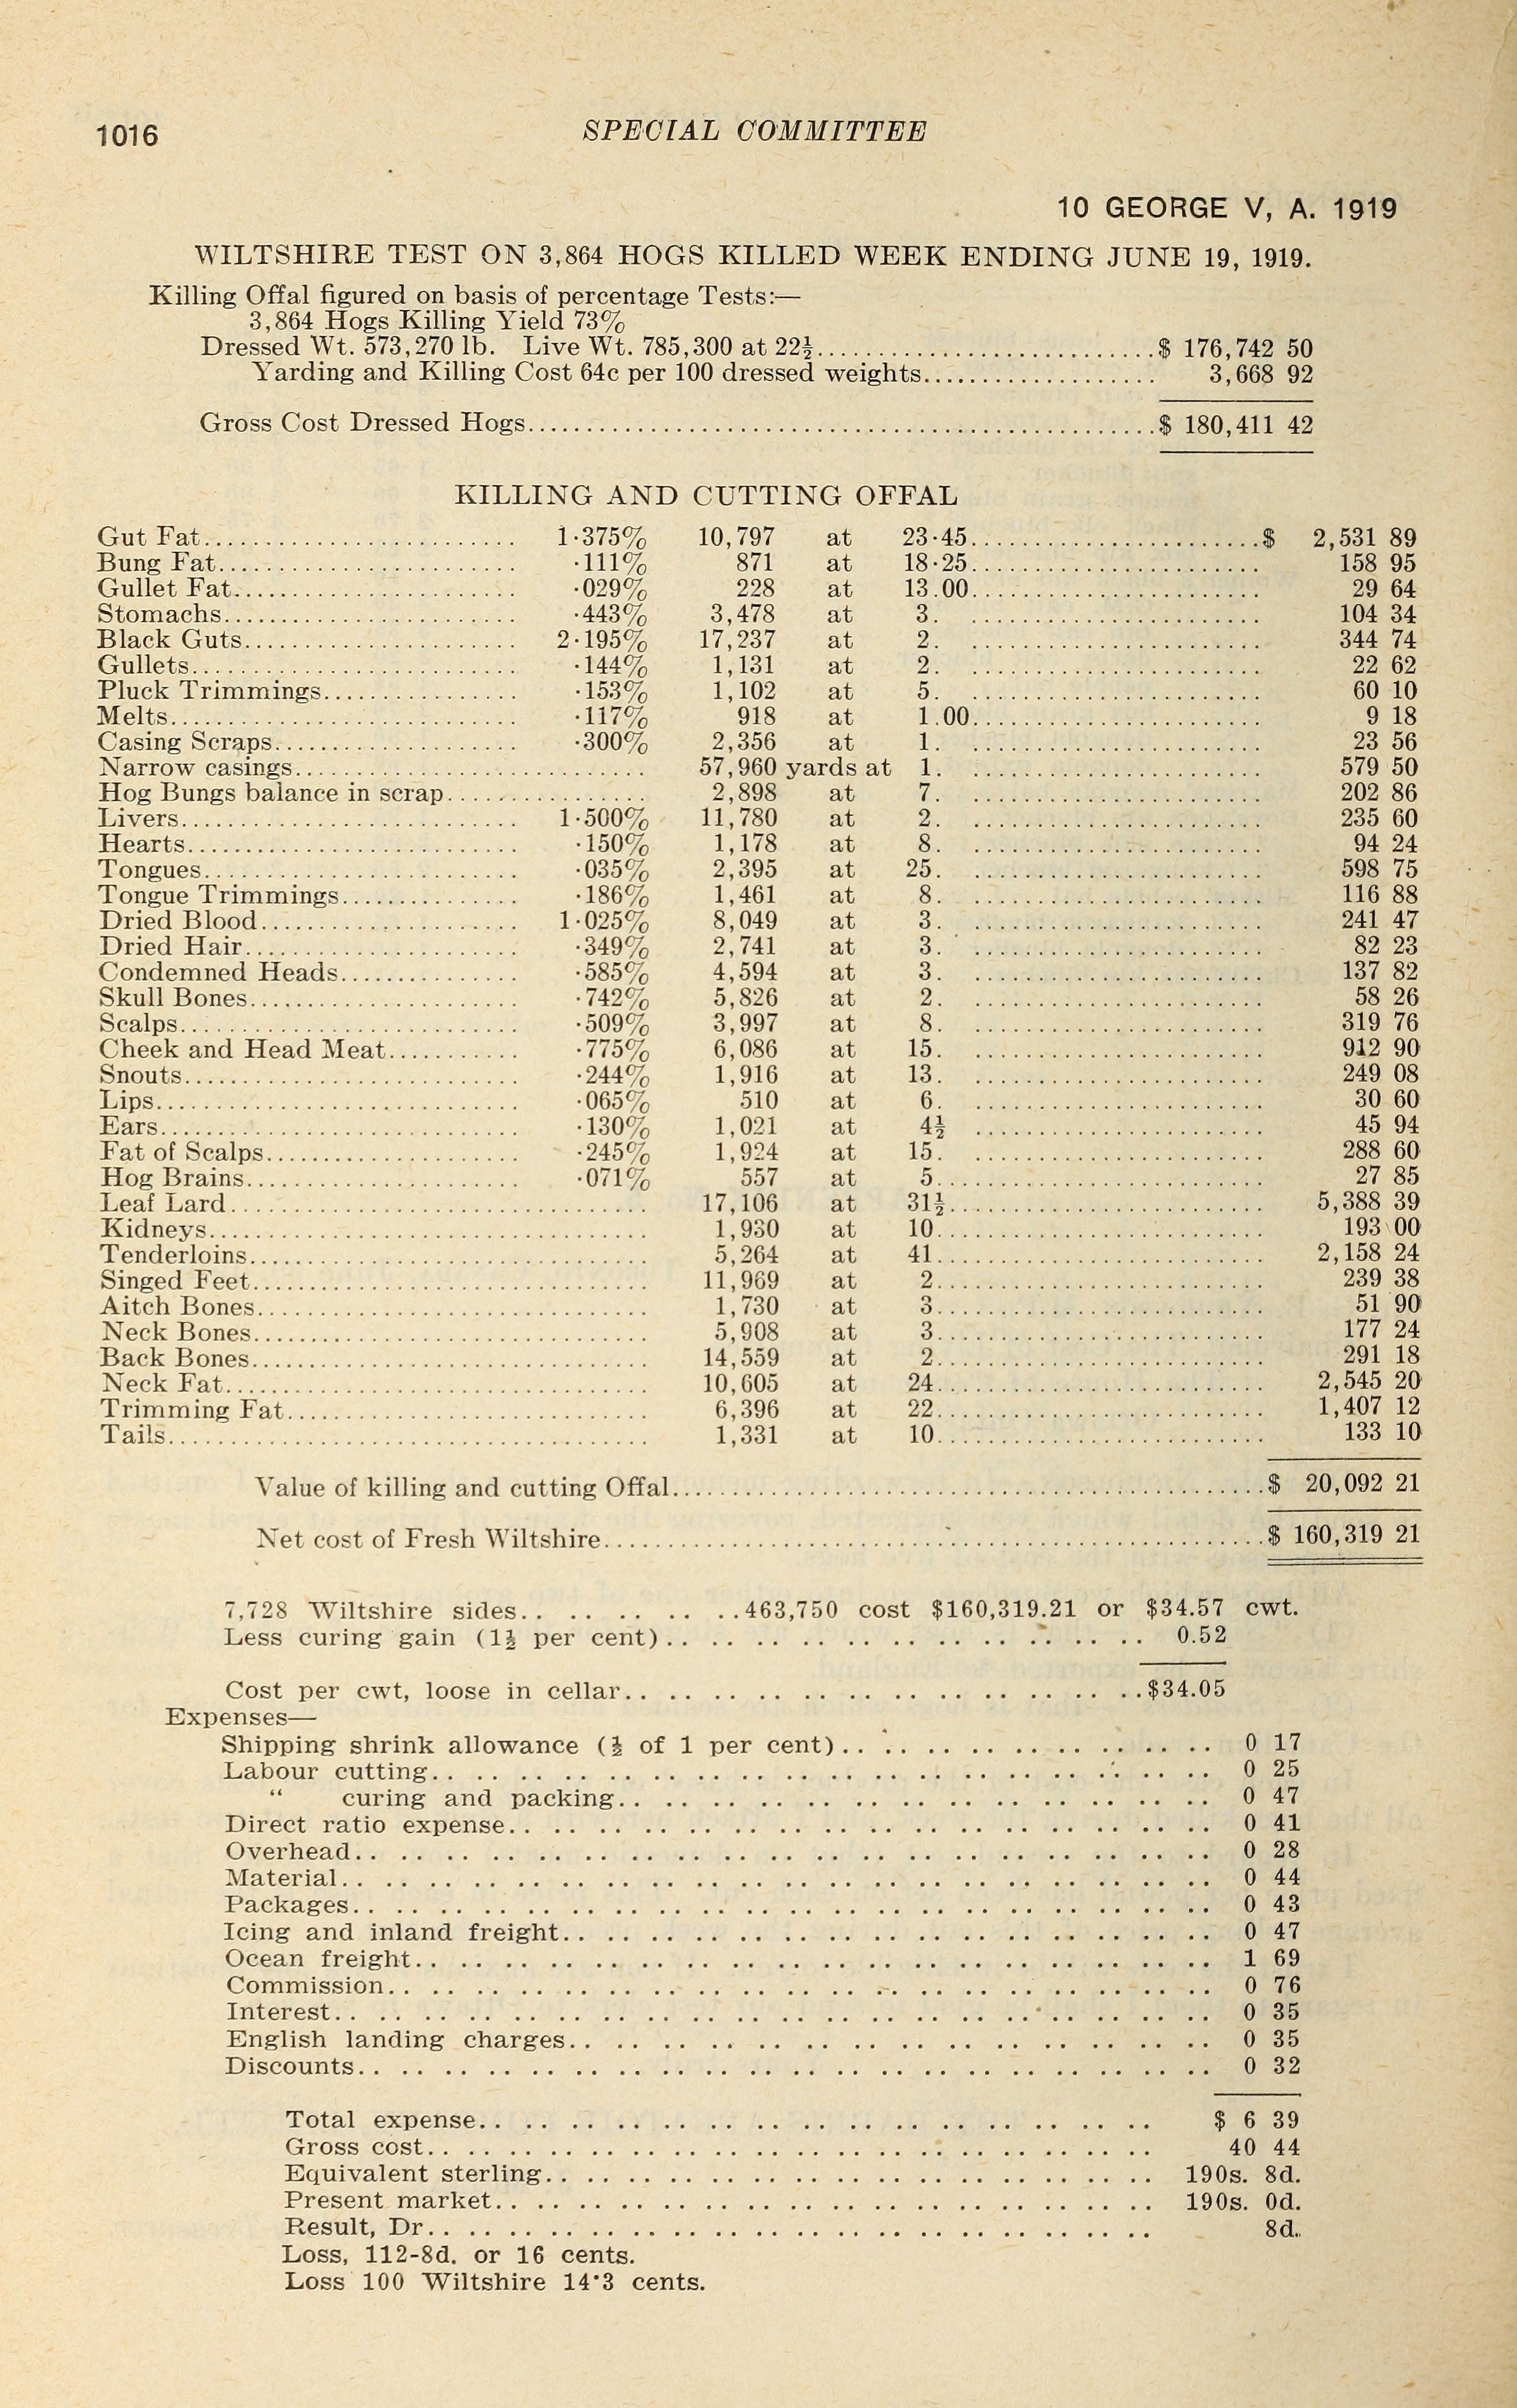 1016 SPECIAL COMMITTEE
10 GEORGE V, A. 1919
WILTSHIRE TEST ON 3,864 HOGS KILLED WEEK ENDING JUNE 19, 1919.
Killing Offal figured on basis of percentage Tests:—
3,864 Hogs Killing Yield 73%
Dressed Wt. 573,270 lb. Live Wt. 785,300 at 22½ $ 176,742 50
Yarding and Killing Cost 64c per 100 dressed weights 3,668 92
Gross Cost Dressed Hogs $ 180,411 42
KILLING AND CUTTING OFFAL
Gut Fat 1·375% 10,797 at 23·45 $ 2,531 89
Bung Fat ·111% 871 at 18·25 158 95
Gullet Fat ·029% 228 at 13.00 29 64
Stomachs ·443% 3,478 at 3. 104 34
Black Guts 2·195% 17,237 at 2. 344 74
Gullets ·144% 1,131 at 2. 22 62
Pluck Trimmings ·153% 1,102 at 5. 60 10
Melts ·117% 918 at 1.00 9 18
Casing Scraps ·300% 2,356 at 1. 23 56
Narrow casings 57,960 yards at 1. 579 50
Hog Bungs balance in scrap 2,898 at 7. 202 86
Livers 1·500% 11,780 at 2. 235 60
Hearts ·150% 1,178 at 8. 94 24
Tongues ·035% 2,395 at 25. 598 75
Tongue Trimmings ·186% 1,461 at 8. 116 88
Dried Blood 1·025% 8,049 at 3. 241 47
Dried Hair ·349% 2,741 at 3. 82 23
Condemned Heads ·585% 4,594 at 3. 137 82
Skull Bones ·742% 5,826 at 2. 58 26
Scalps ·509% 3,997 at 8. 319 76
Cheek and Head Meat ·775% 6,086 at 15. 912 90
Snouts ·244% 1,916 at 13. 249 08
Lips ·065% 510 at 6. 30 60
Ears ·130% 1,021 at 4½ 45 94
Fat of Scalps ·245% 1,924 at 15. 288 60
Hog Brains ·071% 557 at 5 27 85
Leaf Lard 17,106 at 31½ 5,388 39
Kidneys 1,930 at 10 193 00
Tenderloins 5,264 at 41 2,158 24
Singed Feet 11,969 at 2 239 38
Aitch Bones 1,730 at 3 51 90
Neck Bones 5,908 at 3 177 24
Back Bones 14,559 at 2 291 18
Neck Fat 10,605 at 24 2,545 20
Trimming Fat 6,396 at 22 1,407 12
Tails 1,331 at 10 133 10
Value of killing and cutting Offal $ 20,092 21
Net cost of Fresh Wiltshire $ 160,319 21
7,728 Wiltshire sides 463,750 cost $160,319.21 or $34.57 cwt.
Less curing gain (1½ per cent) 0.52
Cost per cwt, loose in cellar $34.05
Expenses—
Shipping shrink allowance (½ of 1 per cent) 0 17
Labour cutting 0 25
“ curing and packing 0 47
Direct ratio expense 0 41
Overhead 0 28
Material 0 44
Packages 0 43
Icing and inland freight 0 47
Ocean freight 1 69
Commission 0 76
Interest 0 35
English landing charges 0 35
Discounts 0 32
Total expense $ 6 39
Gross cost 40 44
Equivalent sterling 190s. 8d.
Present market 190s. 0d.
Result, Dr. 8d.
Loss, 112-8d. or 16 cents.
Loss 100 Wiltshire 14·3 cents.